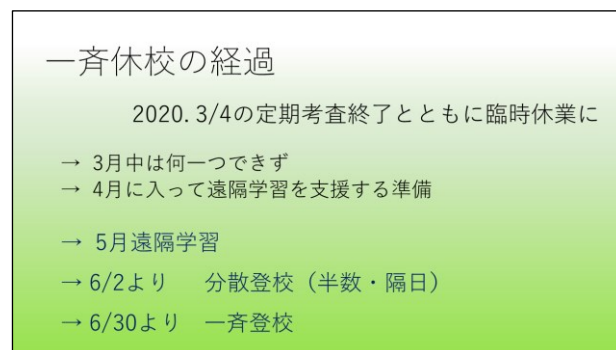 一斉休校の経過
2020. 3/4の定期考査終了とともに臨時休業に
→ 3月中は何一つできず
→ 4月に入って遠隔学習を支援する準備
→ 5月遠隔学習
→ 6/2より　分散登校（半数・隔日）
→ 6/30より　一斉登校